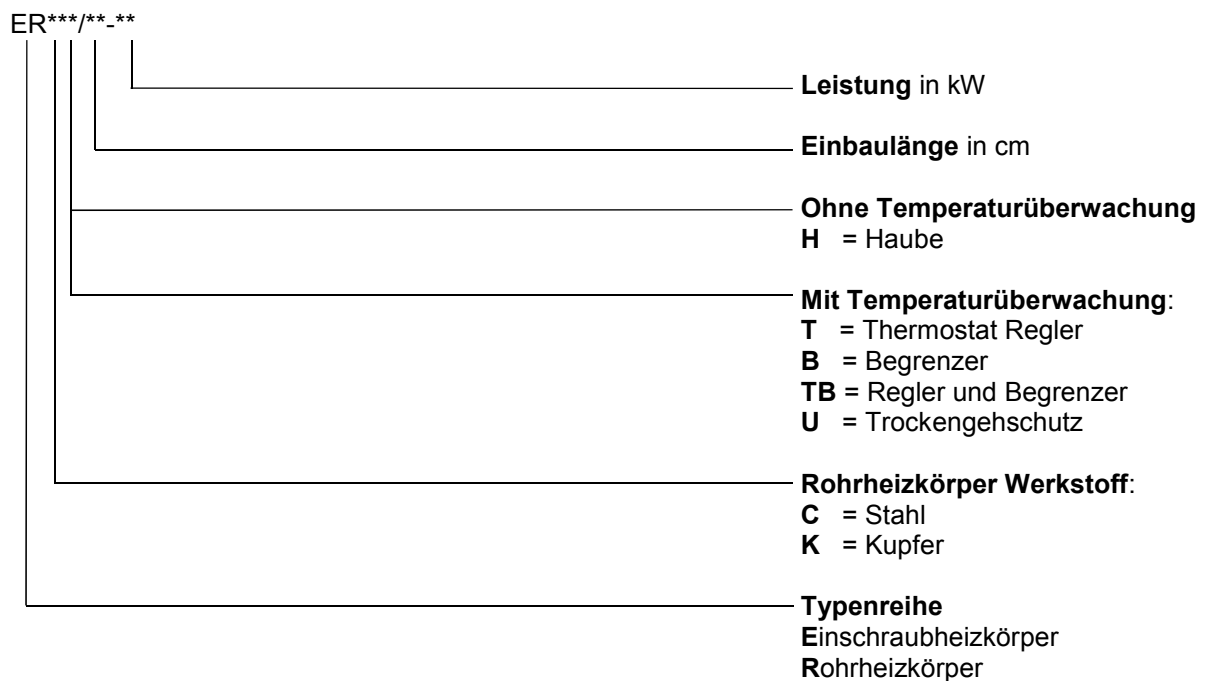 ER***/**-**
Leistung in kW
Einbaulänge in cm
Ohne Temperaturüberwachung
H = Haube
Mit Temperaturüberwachung:
T = Thermostat Regler
B = Begrenzer
TB = Regler und Begrenzer
U = Trockengehschutz
Rohrheizkörper Werkstoff:
C = Stahl
K = Kupfer
Typenreihe
Einschraubheizkörper
Rohrheizkörper